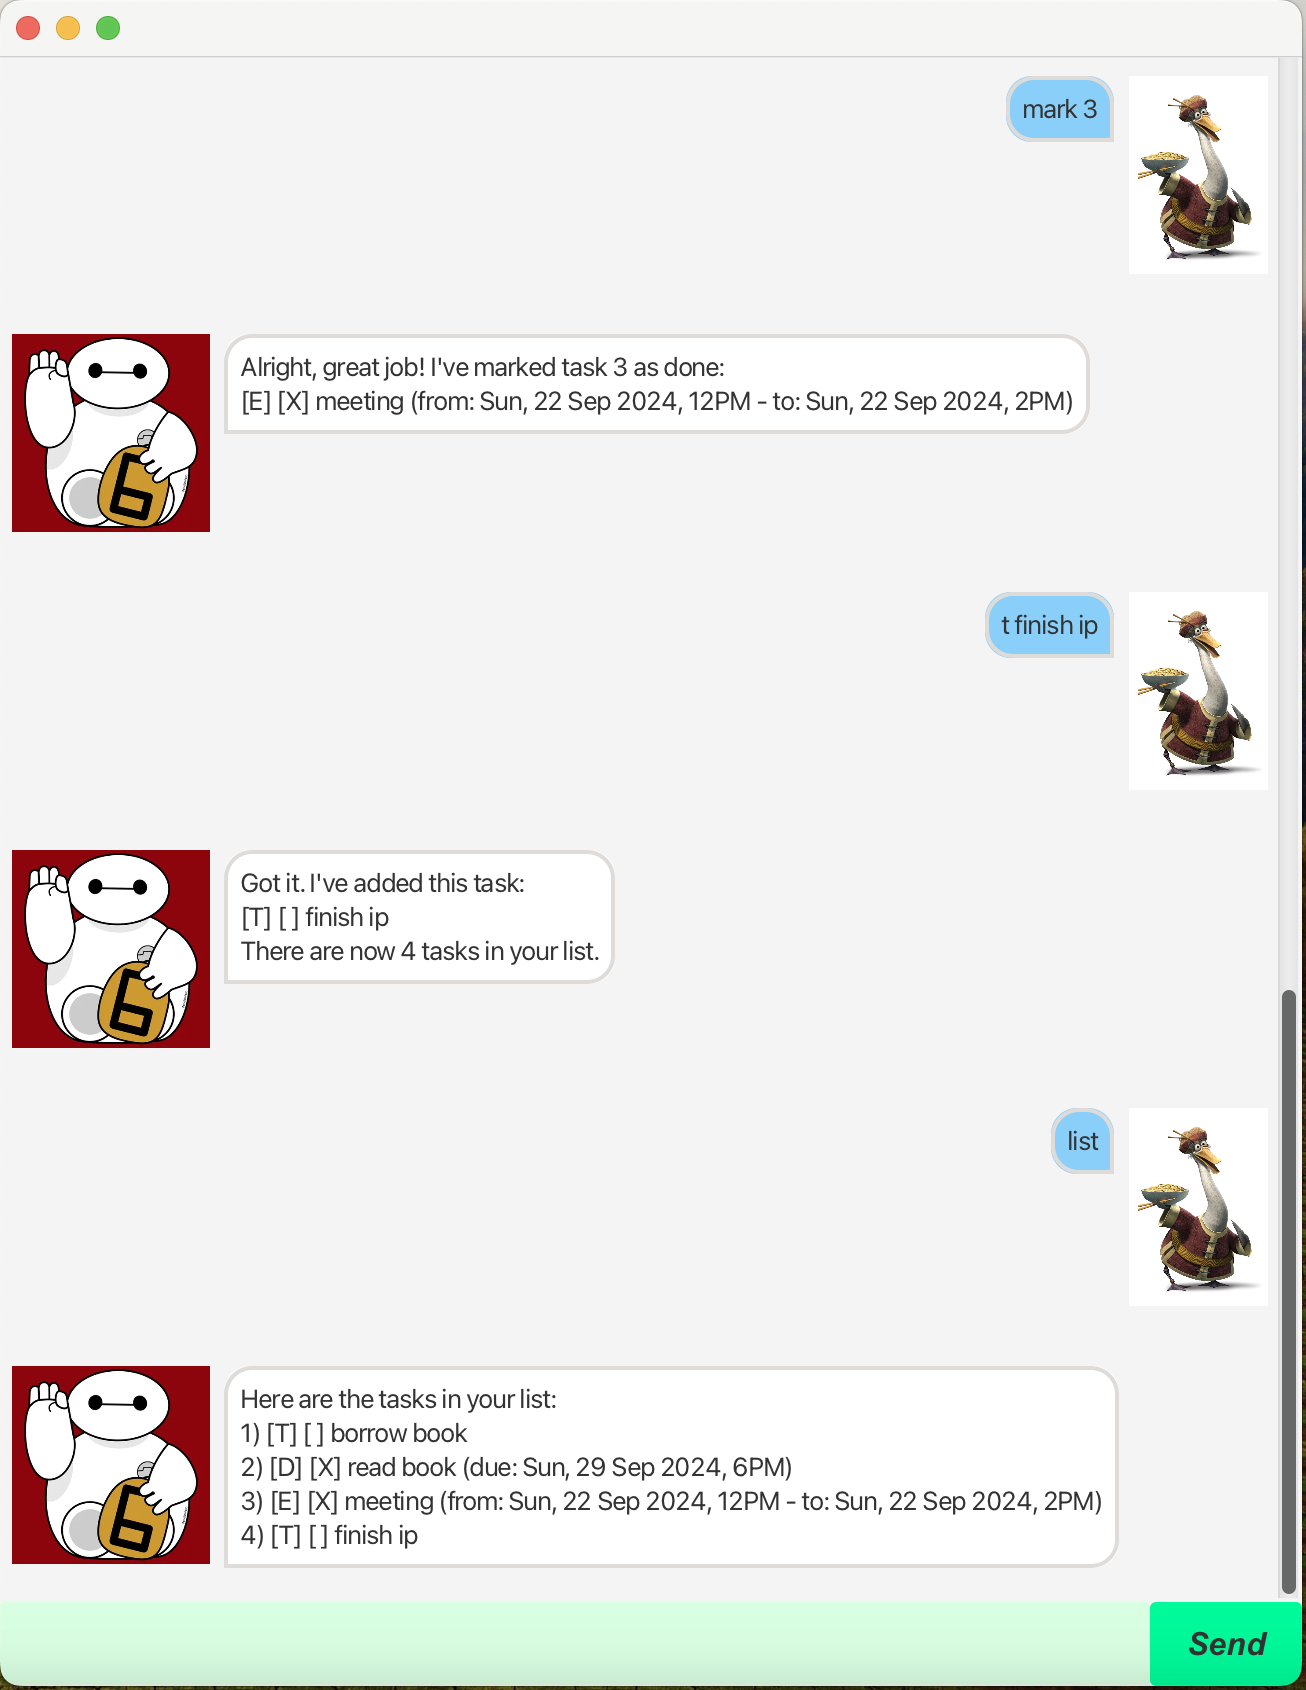 mark 3
Alright, great job! I've marked task 3 as done:
[E] [X] meeting (from: Sun, 22 Sep 2024, 12PM - to: Sun, 22 Sep 2024, 2PM)
t finish ip
Got it. I've added this task:
[T] [ ] finish ip
There are now 4 tasks in your list.
list
Here are the tasks in your list:
1) [T] [ ] borrow book
2) [D] [X] read book (due: Sun, 29 Sep 2024, 6PM)
3) [E] [X] meeting (from: Sun, 22 Sep 2024, 12PM - to: Sun, 22 Sep 2024, 2PM)
4) [T] [ ] finish ip
Send